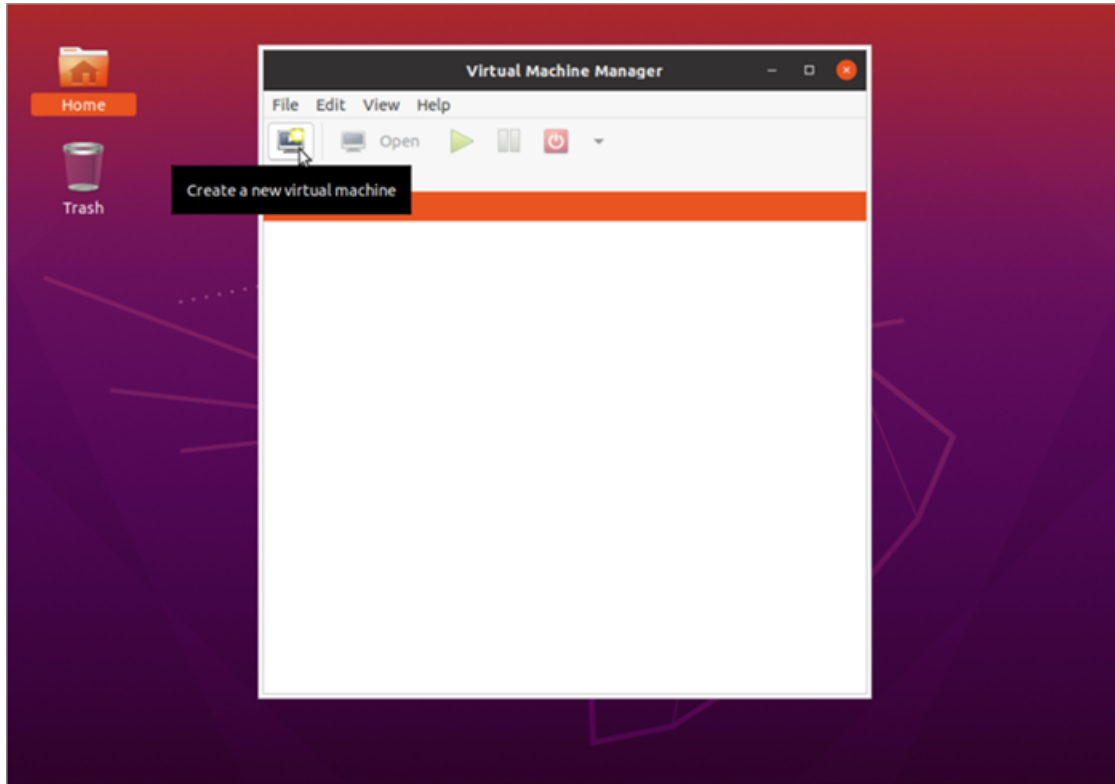 Home
Trash
Virtual Machine Manager
File Edit View Help
Open
Create a new virtual machine